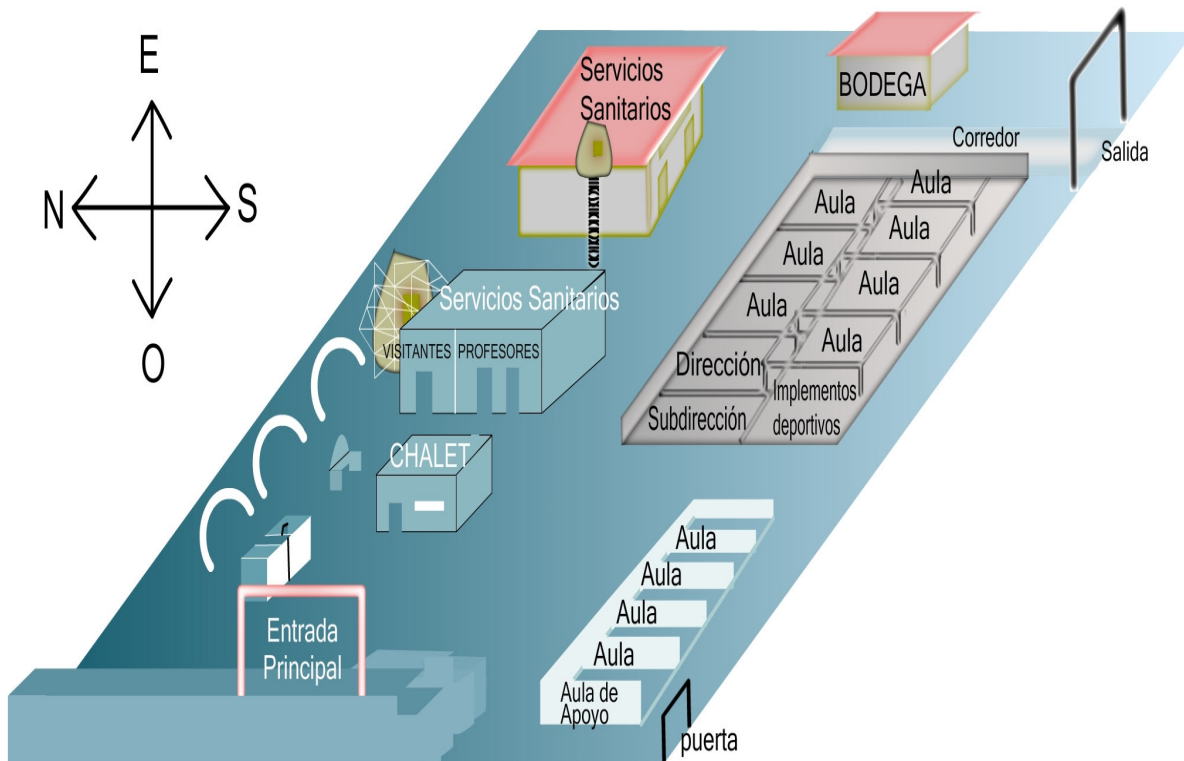 E
N
S
O
Servicios
Sanitarios
BODEGA
Corredor
Salida
Aula
Aula
Aula
Aula
Aula
Aula
Aula
Dirección
Subdirección
Implementos
deportivos
Servicios Sanitarios
VISITANTES
PROFESORES
CHALET
Entrada
Principal
Aula
Aula
Aula
Aula
Aula de
Apoyo
puerta